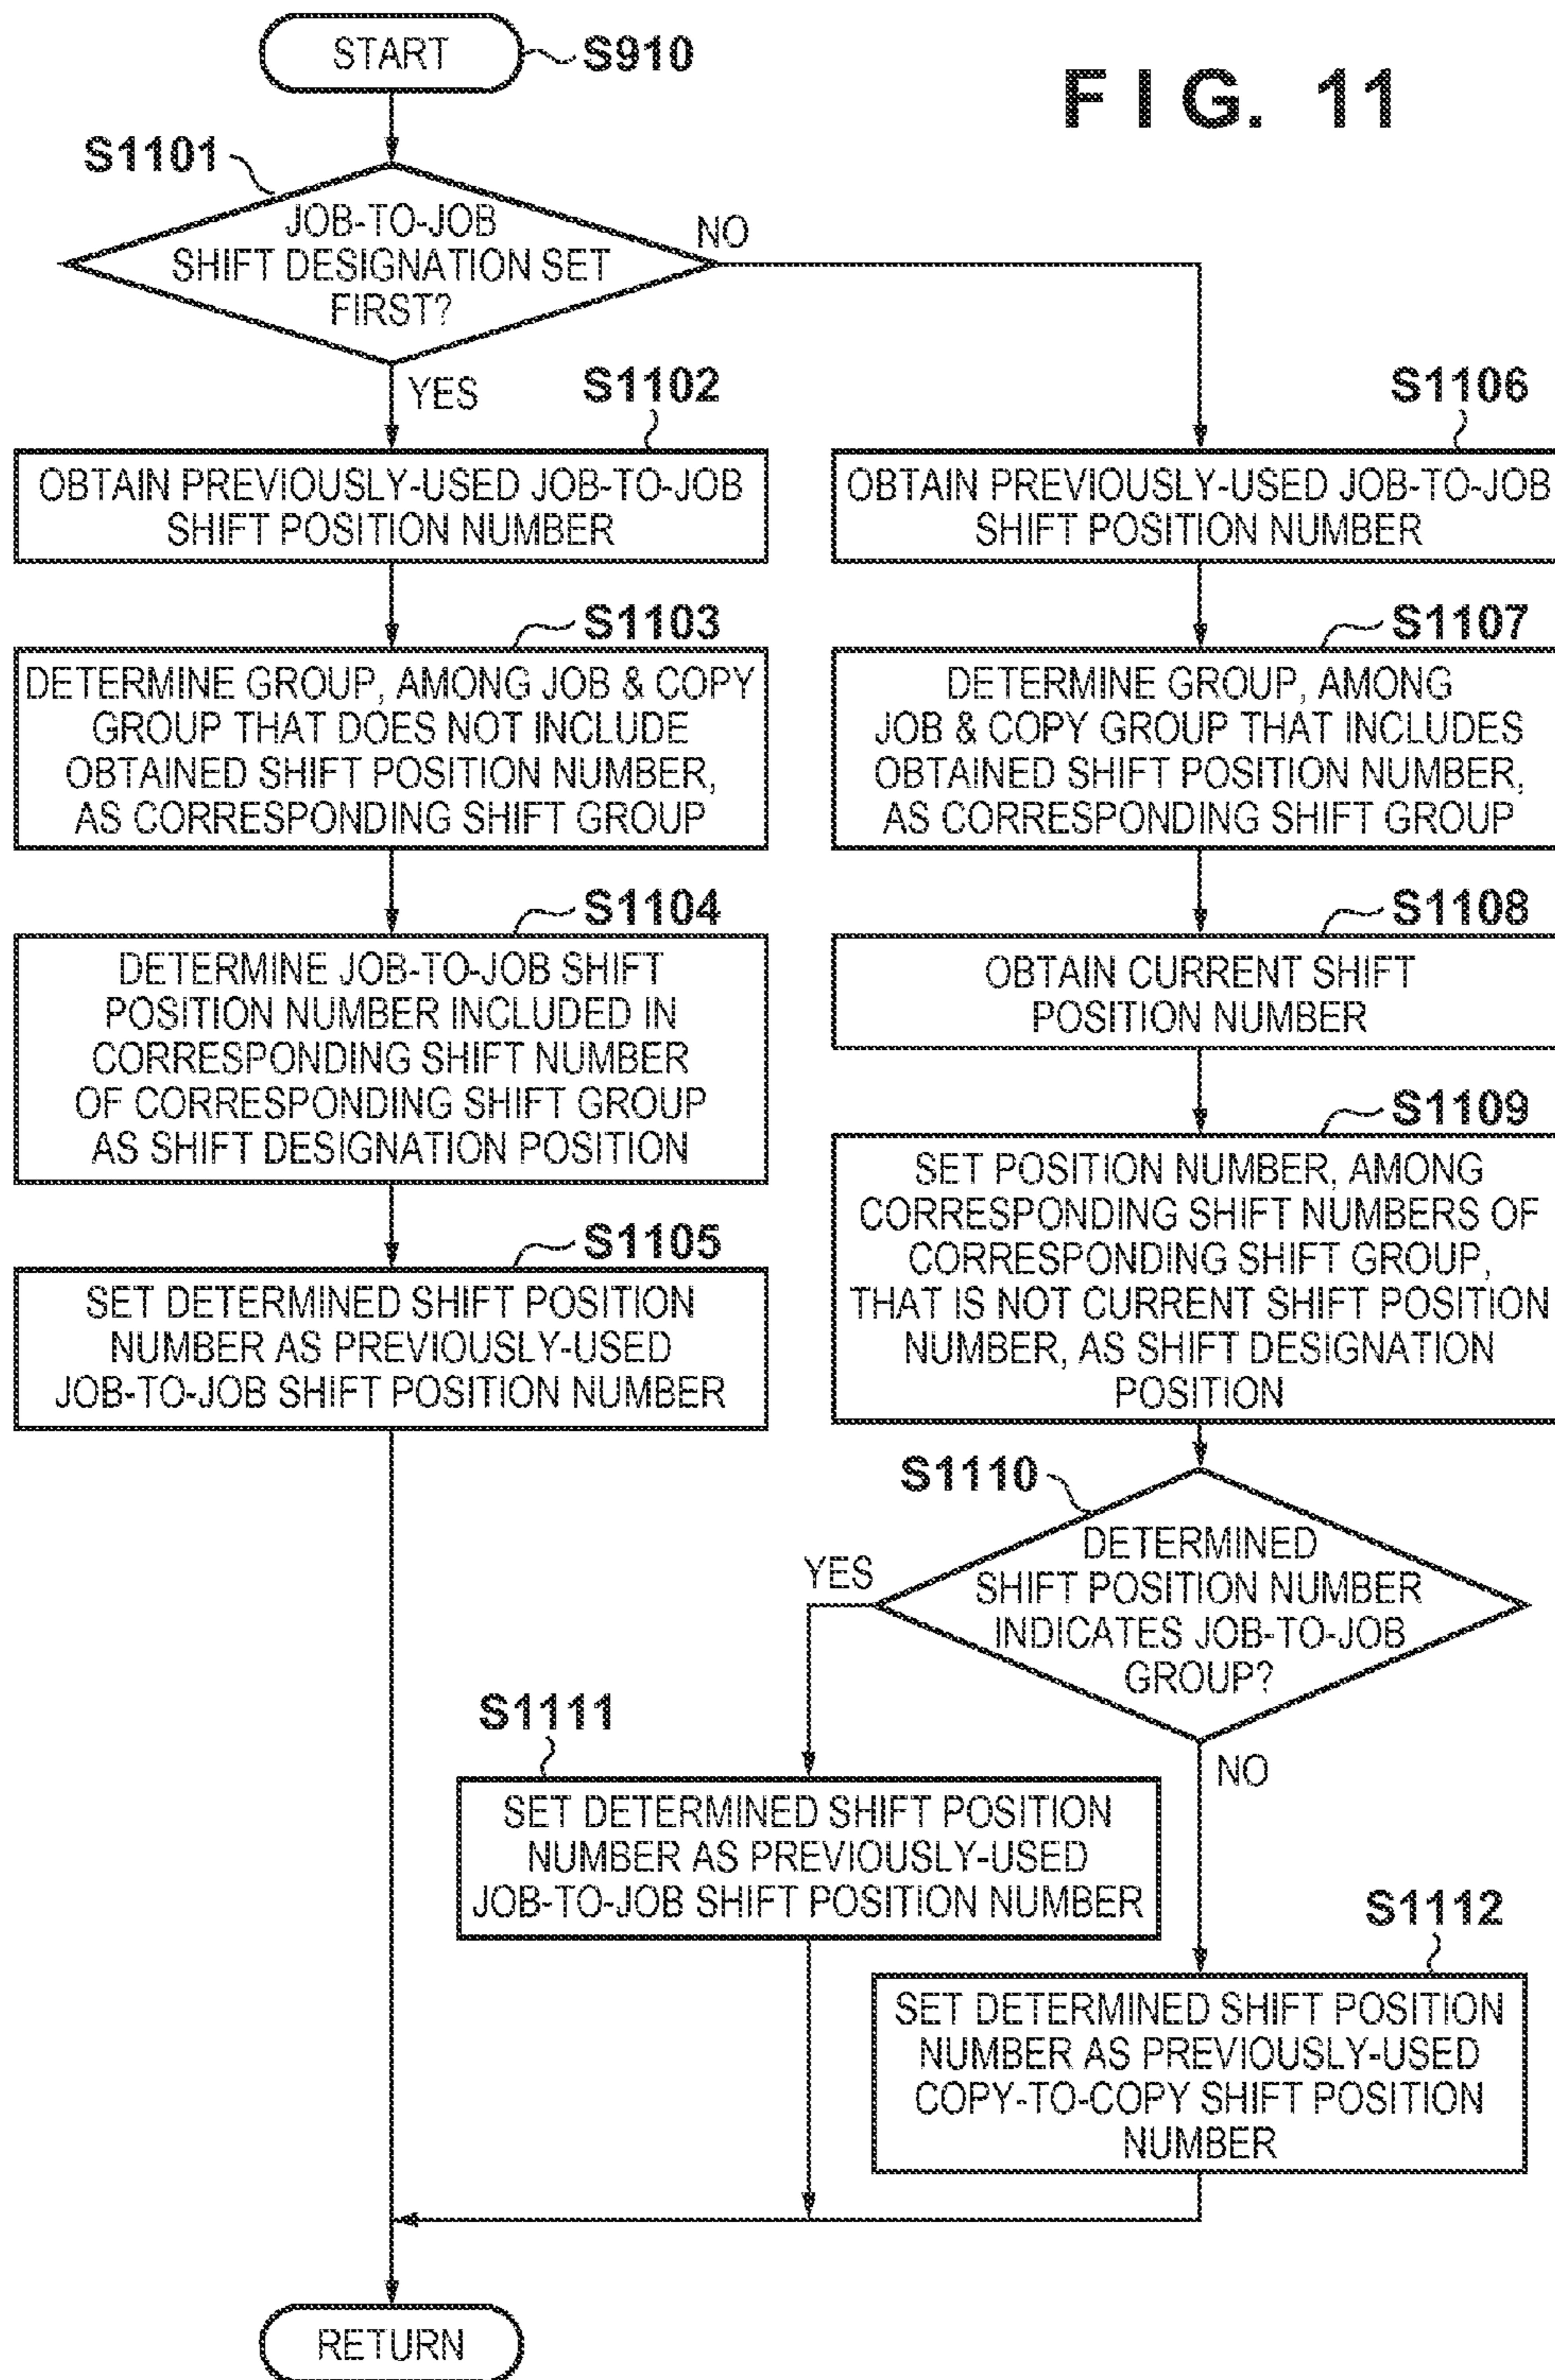 START
S910
FIG. 11
S1101
JOB-TO-JOB
SHIFT DESIGNATION SET
FIRST?
NO
YES
S1102
OBTAIN PREVIOUSLY-USED JOB-TO-JOB
SHIFT POSITION NUMBER
S1103
DETERMINE GROUP, AMONG JOB & COPY
GROUP THAT DOES NOT INCLUDE
OBTAINED SHIFT POSITION NUMBER,
AS CORRESPONDING SHIFT GROUP
S1104
DETERMINE JOB-TO-JOB SHIFT
POSITION NUMBER INCLUDED IN
CORRESPONDING SHIFT NUMBER
OF CORRESPONDING SHIFT GROUP
AS SHIFT DESIGNATION POSITION
S1105
SET DETERMINED SHIFT POSITION
NUMBER AS PREVIOUSLY-USED
JOB-TO-JOB SHIFT POSITION NUMBER
S1106
OBTAIN PREVIOUSLY-USED JOB-TO-JOB
SHIFT POSITION NUMBER
S1107
DETERMINE GROUP, AMONG
JOB & COPY GROUP THAT INCLUDES
OBTAINED SHIFT POSITION NUMBER,
AS CORRESPONDING SHIFT GROUP
S1108
OBTAIN CURRENT SHIFT
POSITION NUMBER
S1109
SET POSITION NUMBER, AMONG
CORRESPONDING SHIFT NUMBERS OF
CORRESPONDING SHIFT GROUP,
THAT IS NOT CURRENT SHIFT POSITION
NUMBER, AS SHIFT DESIGNATION
POSITION
S1110
DETERMINED
SHIFT POSITION NUMBER
INDICATES JOB-TO-JOB
GROUP?
YES
NO
S1111
SET DETERMINED SHIFT POSITION
NUMBER AS PREVIOUSLY-USED
JOB-TO-JOB SHIFT POSITION NUMBER
S1112
SET DETERMINED SHIFT POSITION
NUMBER AS PREVIOUSLY-USED
COPY-TO-COPY SHIFT POSITION
NUMBER
RETURN